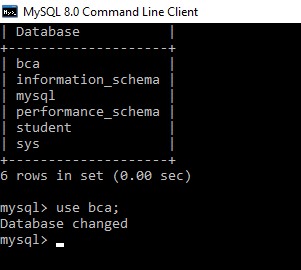 MySQL 8.0 Command Line Client
| Database           |
+--------------------+
| bca                |
| information_schema |
| mysql              |
| performance_schema |
| student            |
| sys                |
+--------------------+
6 rows in set (0.00 sec)
mysql> use bca;
Database changed
mysql> _